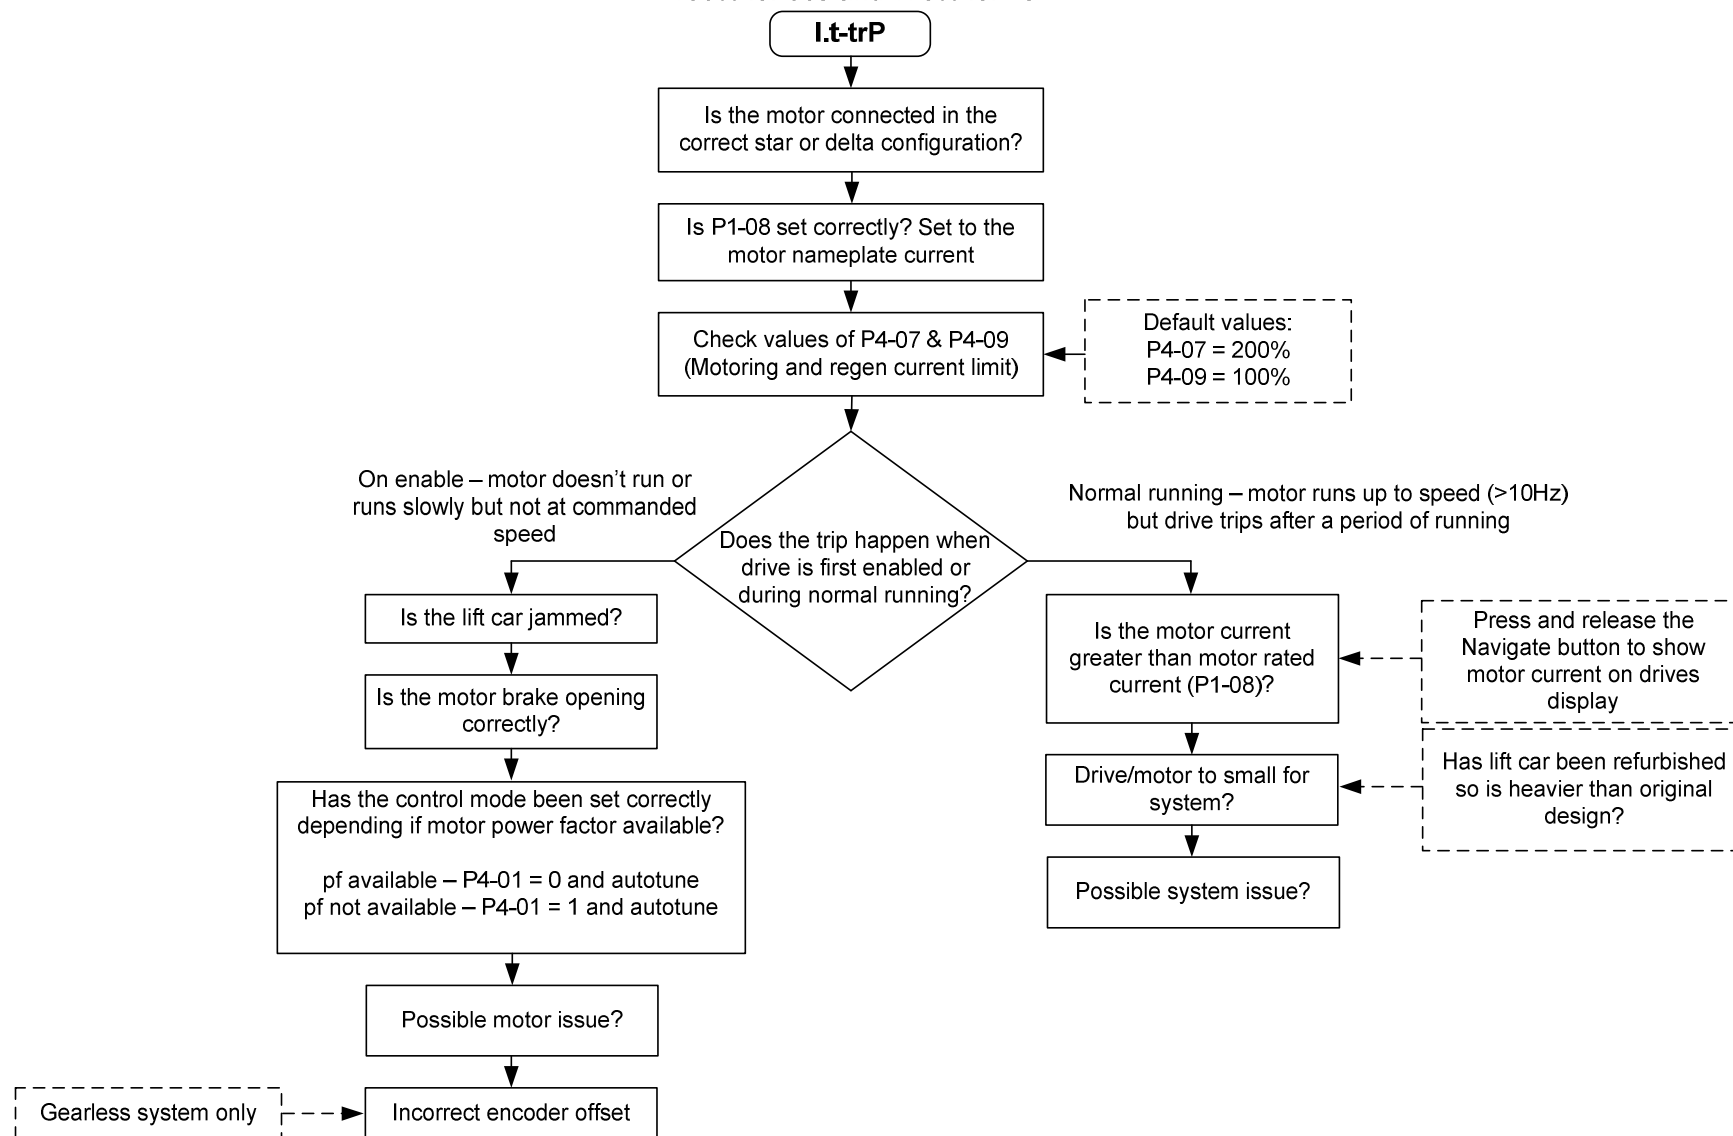 I.t-trP
Is the motor connected in the
correct star or delta configuration?
Is P1-08 set correctly? Set to the
motor nameplate current
Check values of P4-07 & P4-09
(Motoring and regen current limit)
Default values:
P4-07 = 200%
P4-09 = 100%
On enable – motor doesn't run or
runs slowly but not at commanded
speed
Normal running – motor runs up to speed (>10Hz)
but drive trips after a period of running
Does the trip happen when
drive is first enabled or
during normal running?
Is the lift car jammed?
Is the motor brake opening
correctly?
Has the control mode been set correctly
depending if motor power factor available?
pf available – P4-01 = 0 and autotune
pf not available – P4-01 = 1 and autotune
Possible motor issue?
Gearless system only
Incorrect encoder offset
Is the motor current
greater than motor rated
current (P1-08)?
Press and release the
Navigate button to show
motor current on drives
display
Drive/motor to small for
system?
Has lift car been refurbished
so is heavier than original
design?
Possible system issue?